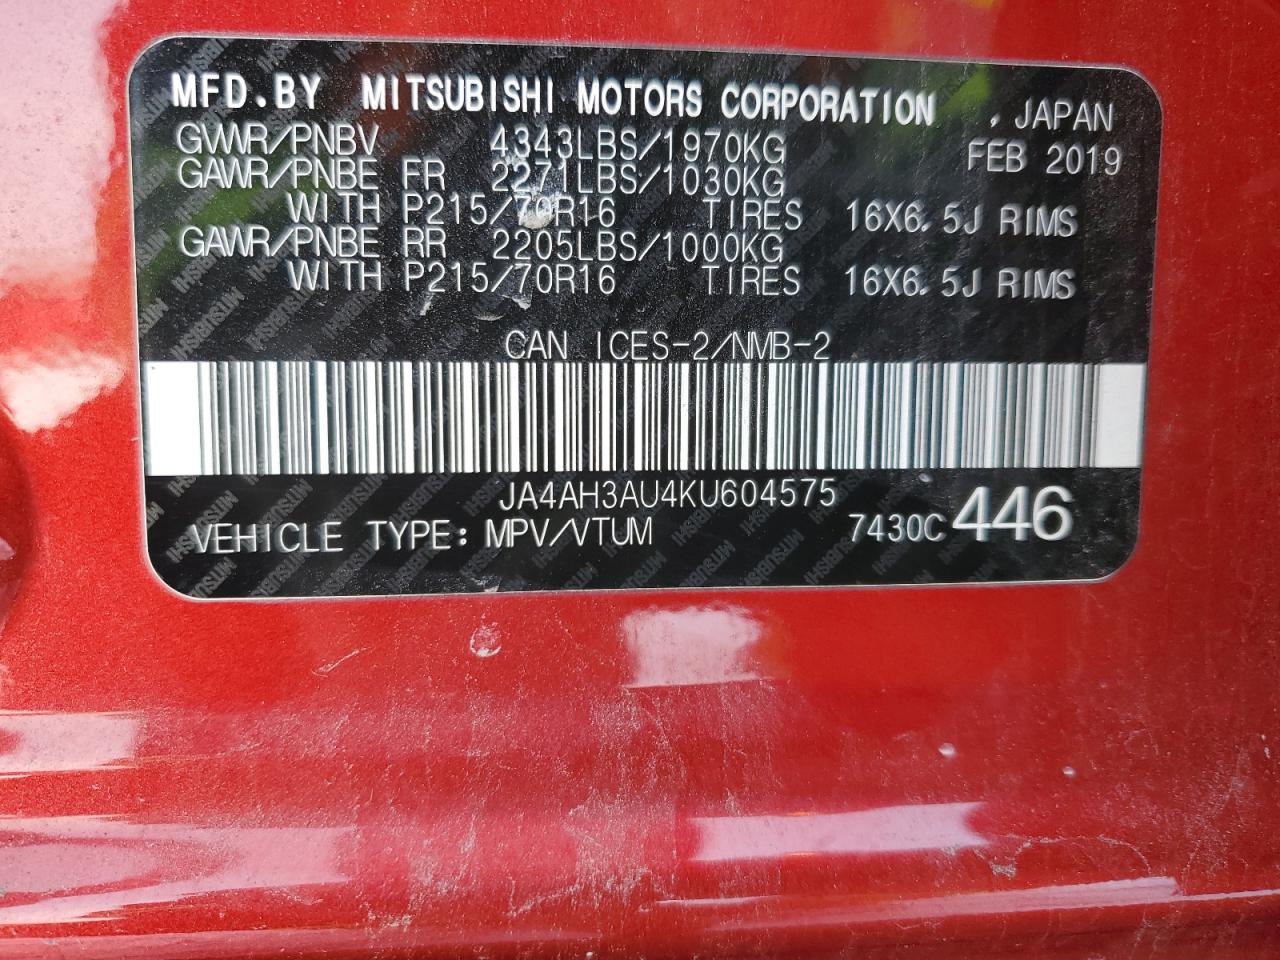 MFD.BY MITSUBISHI MOTORS CORPORATION , JAPAN
GVWR/PNBV 4343LBS/1970KG FEB 2019
GAWR/PNBE FR 2271LBS/1030KG
WITH P215/70R16 TIRES 16X6.5J RIMS
GAWR/PNBE RR 2205LBS/1000KG
WITH P215/70R16 TIRES 16X6.5J RIMS
CAN ICES-2/NMB-2
JA4AH3AU4KU604575
VEHICLE TYPE: MPV/VTUM 7430C 446